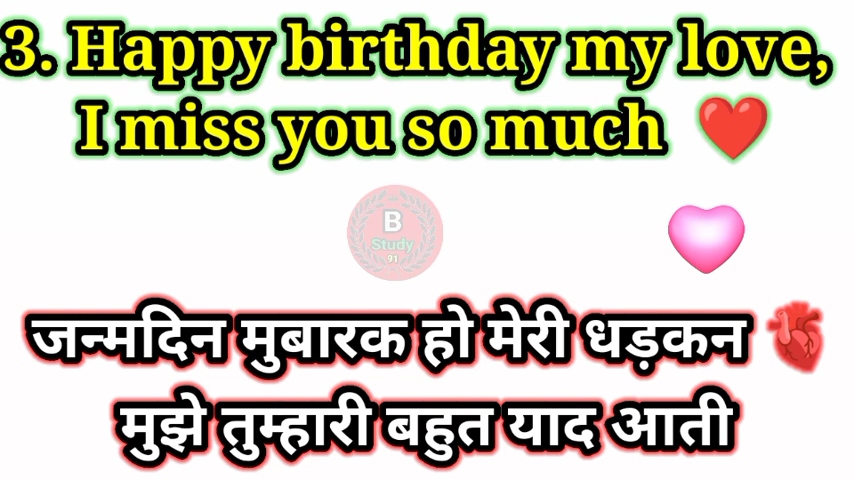 3. Happy birthday my love,
I miss you so much ❤️
B
Study
91
जन्मदिन मुबारक हो मेरी धड़कन 🫀
मुझे तुम्हारी बहुत याद आती